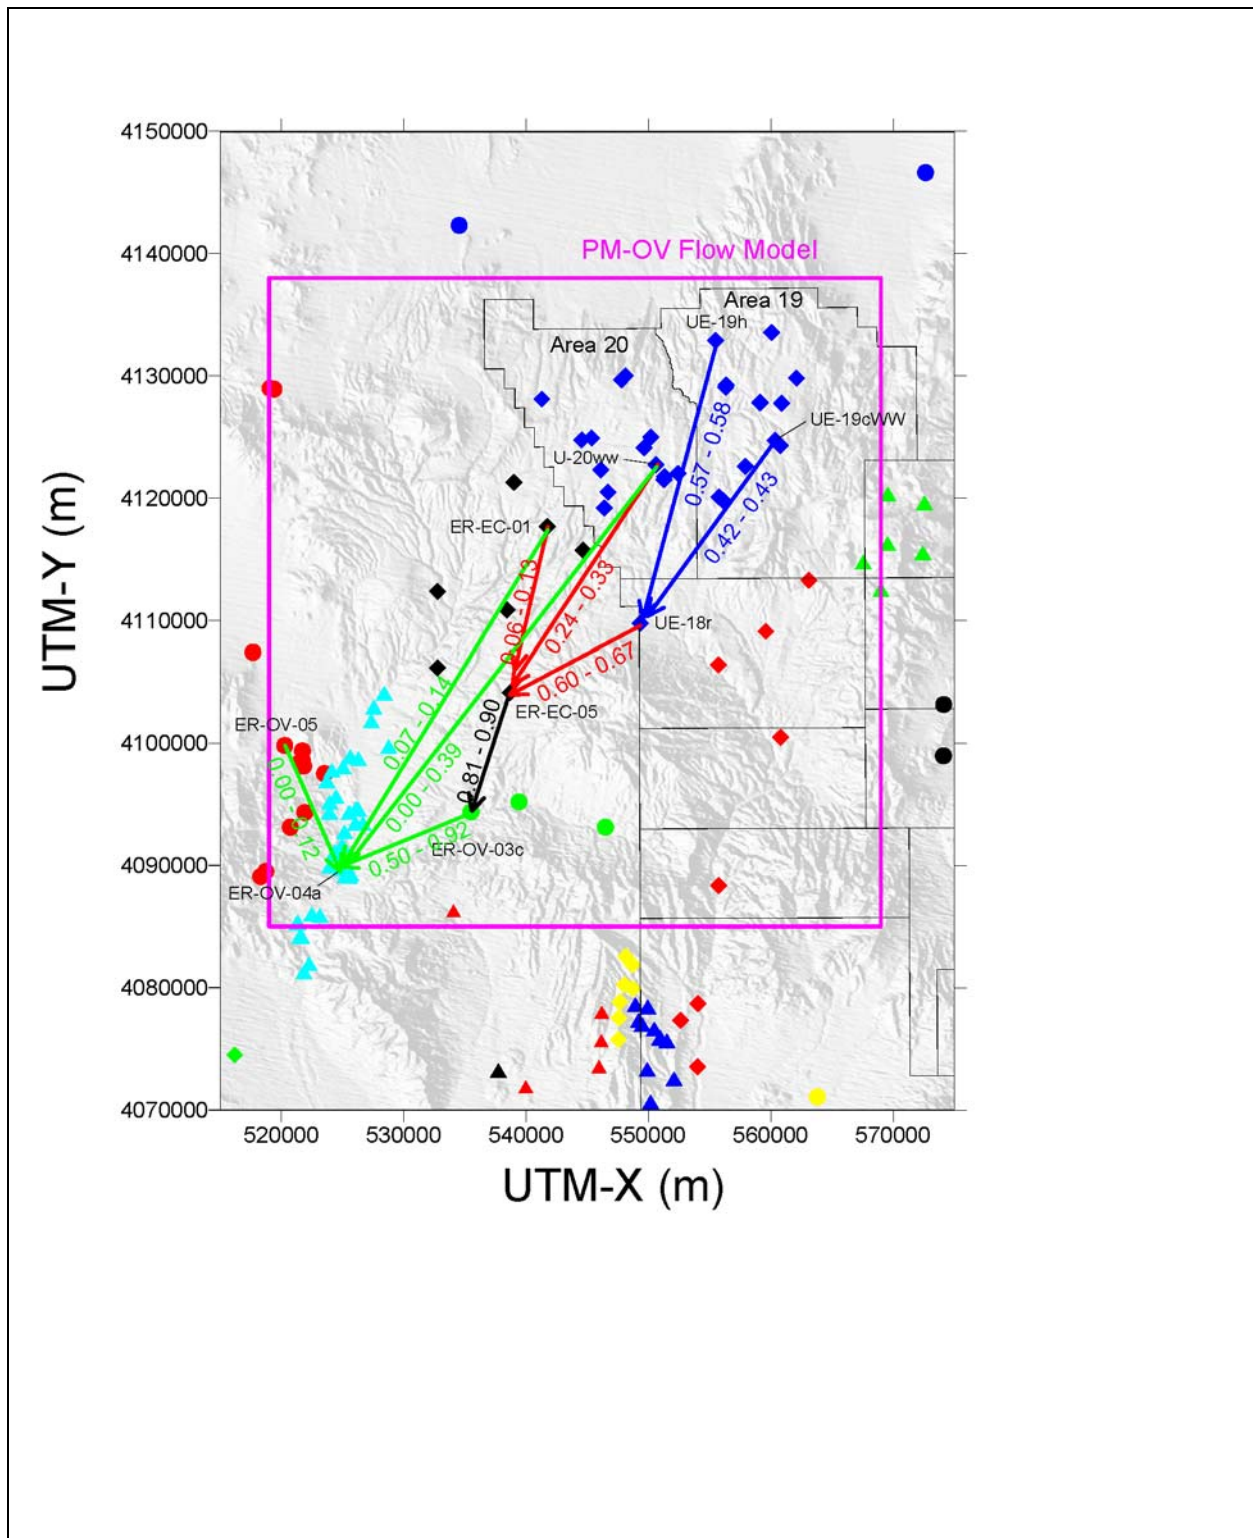 4150000
4140000
PM-OV Flow Model
Area 19
UE-19h
Area 20
4130000
0.57 - 0.58
UE-19cWW
U-20ww
4120000
0.42 - 0.43
ER-EC-01
0.06 - 0.13
0.24 - 0.33
UTM-Y (m)
4110000
UE-18r
0.60 - 0.67
ER-EC-05
0.07 - 0.14
ER-OV-05
4100000
0.81 - 0.90
0.00 - 0.39
0.00 - 0.12
0.50 - 0.92
ER-OV-03c
4090000
ER-OV-04a
4080000
4070000
520000 530000 540000 550000 560000 570000
UTM-X (m)